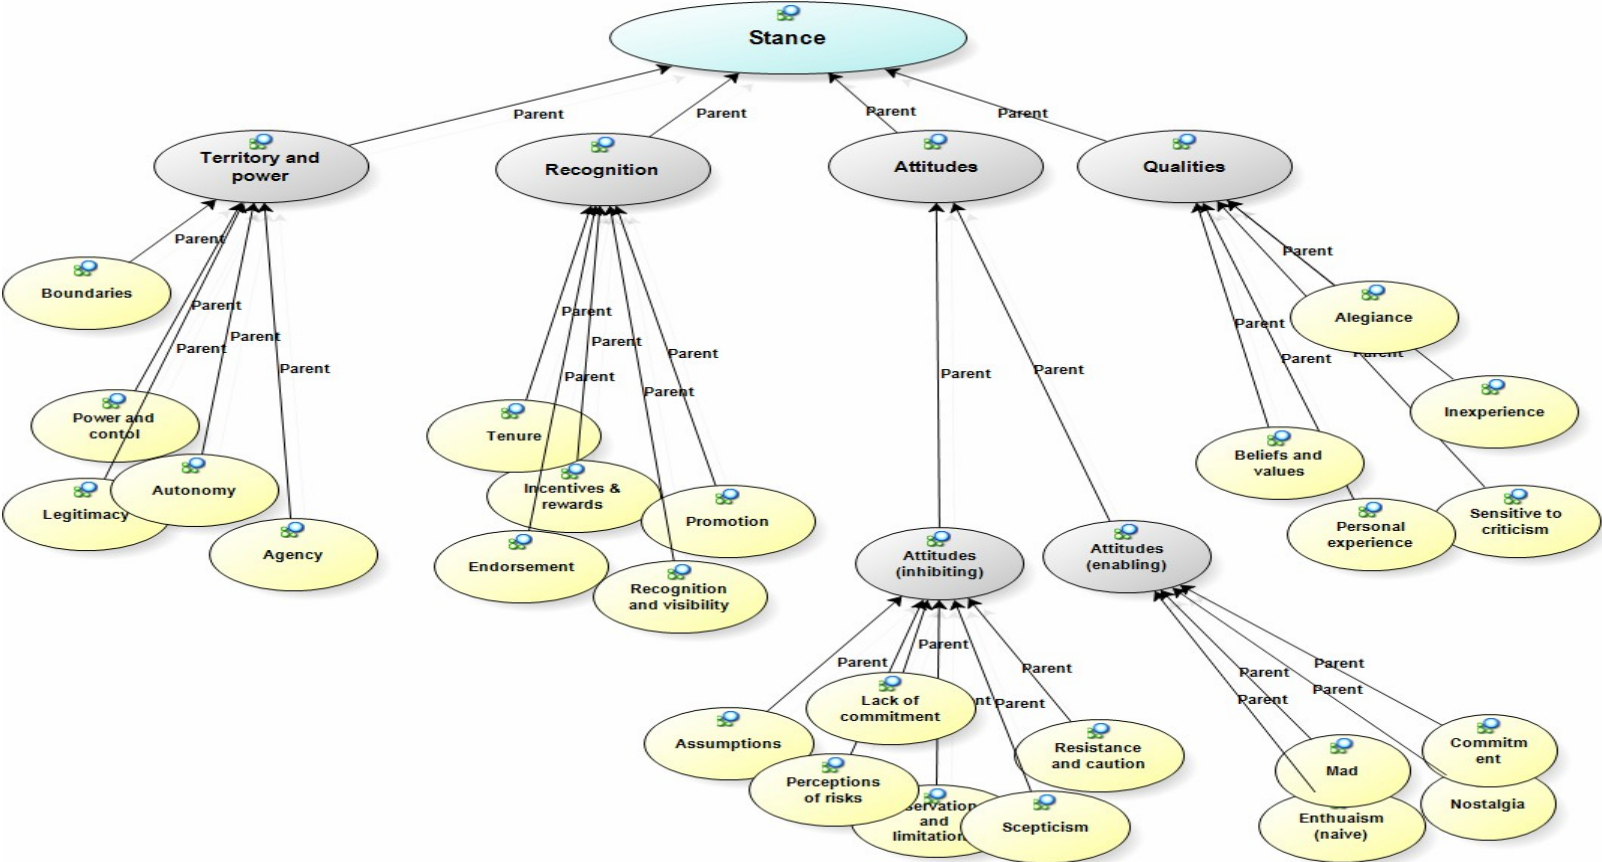 Stance
Parent
Parent
Parent
Parent
Territory and
power
Recognition
Attitudes
Qualities
Parent
Boundaries
Parent
Parent
Parent
Parent
Power and
contol
Legitimacy
Autonomy
Agency
Parent
Parent
Parent
Parent
Parent
Tenure
Incentives &
rewards
Promotion
Endorsement
Recognition
and visibility
Parent
Parent
Parent
Parent
Parent
Parent
Alegiance
Inexperience
Beliefs and
values
Sensitive to
criticism
Personal
experience
Attitudes
(inhibiting)
Attitudes
(enabling)
Parent
Parent
Parent
nt
Parent
Assumptions
Lack of
commitment
Perceptions
of risks
servation
and
limitation
Scepticism
Resistance
and caution
Parent
Parent
Parent
Parent
Mad
Enthuaism
(naive)
Commitm
ent
Nostalgia